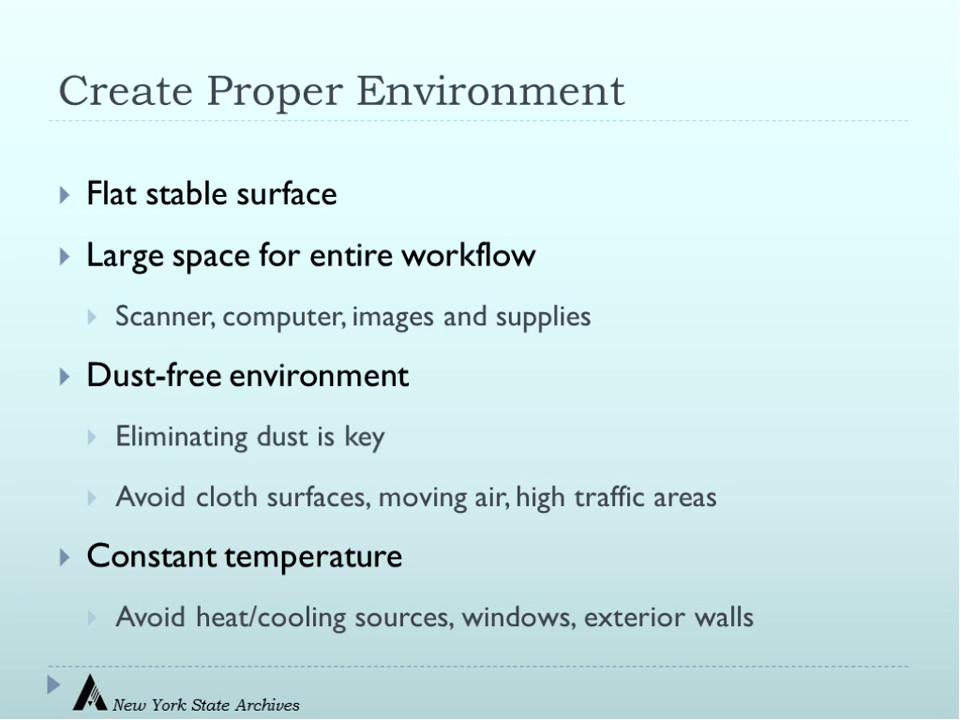 Create Proper Environment
Flat stable surface
Large space for entire workflow
Scanner, computer, images and supplies
Dust-free environment
Eliminating dust is key
Avoid cloth surfaces, moving air, high traffic areas
Constant temperature
Avoid heat/cooling sources, windows, exterior walls
New York State Archives